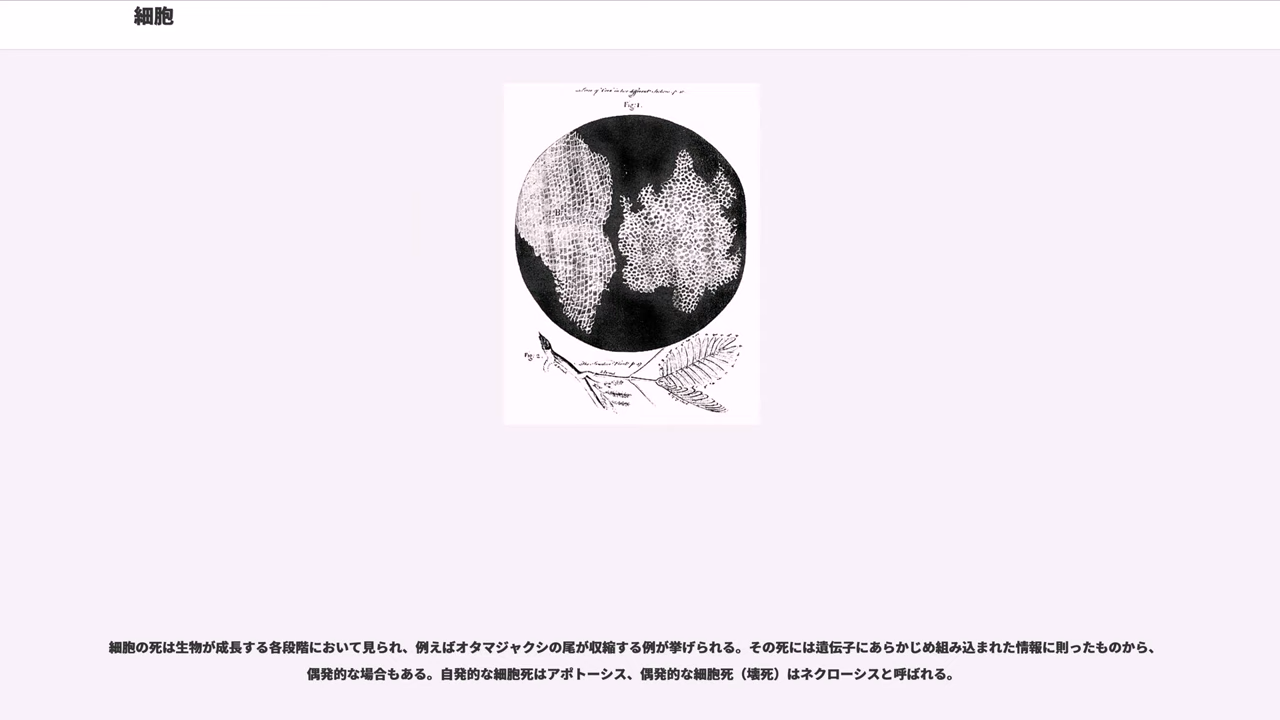 細胞
Fig:1.
Fig: 2.
細胞の死は生物が成長する各段階において見られ、例えばオタマジャクシの尾が収縮する例が挙げられる。その死には遺伝子にあらかじめ組み込まれた情報に則ったものから、
偶発的な場合もある。自発的な細胞死はアポトーシス、偶発的な細胞死（壊死）はネクローシスと呼ばれる。